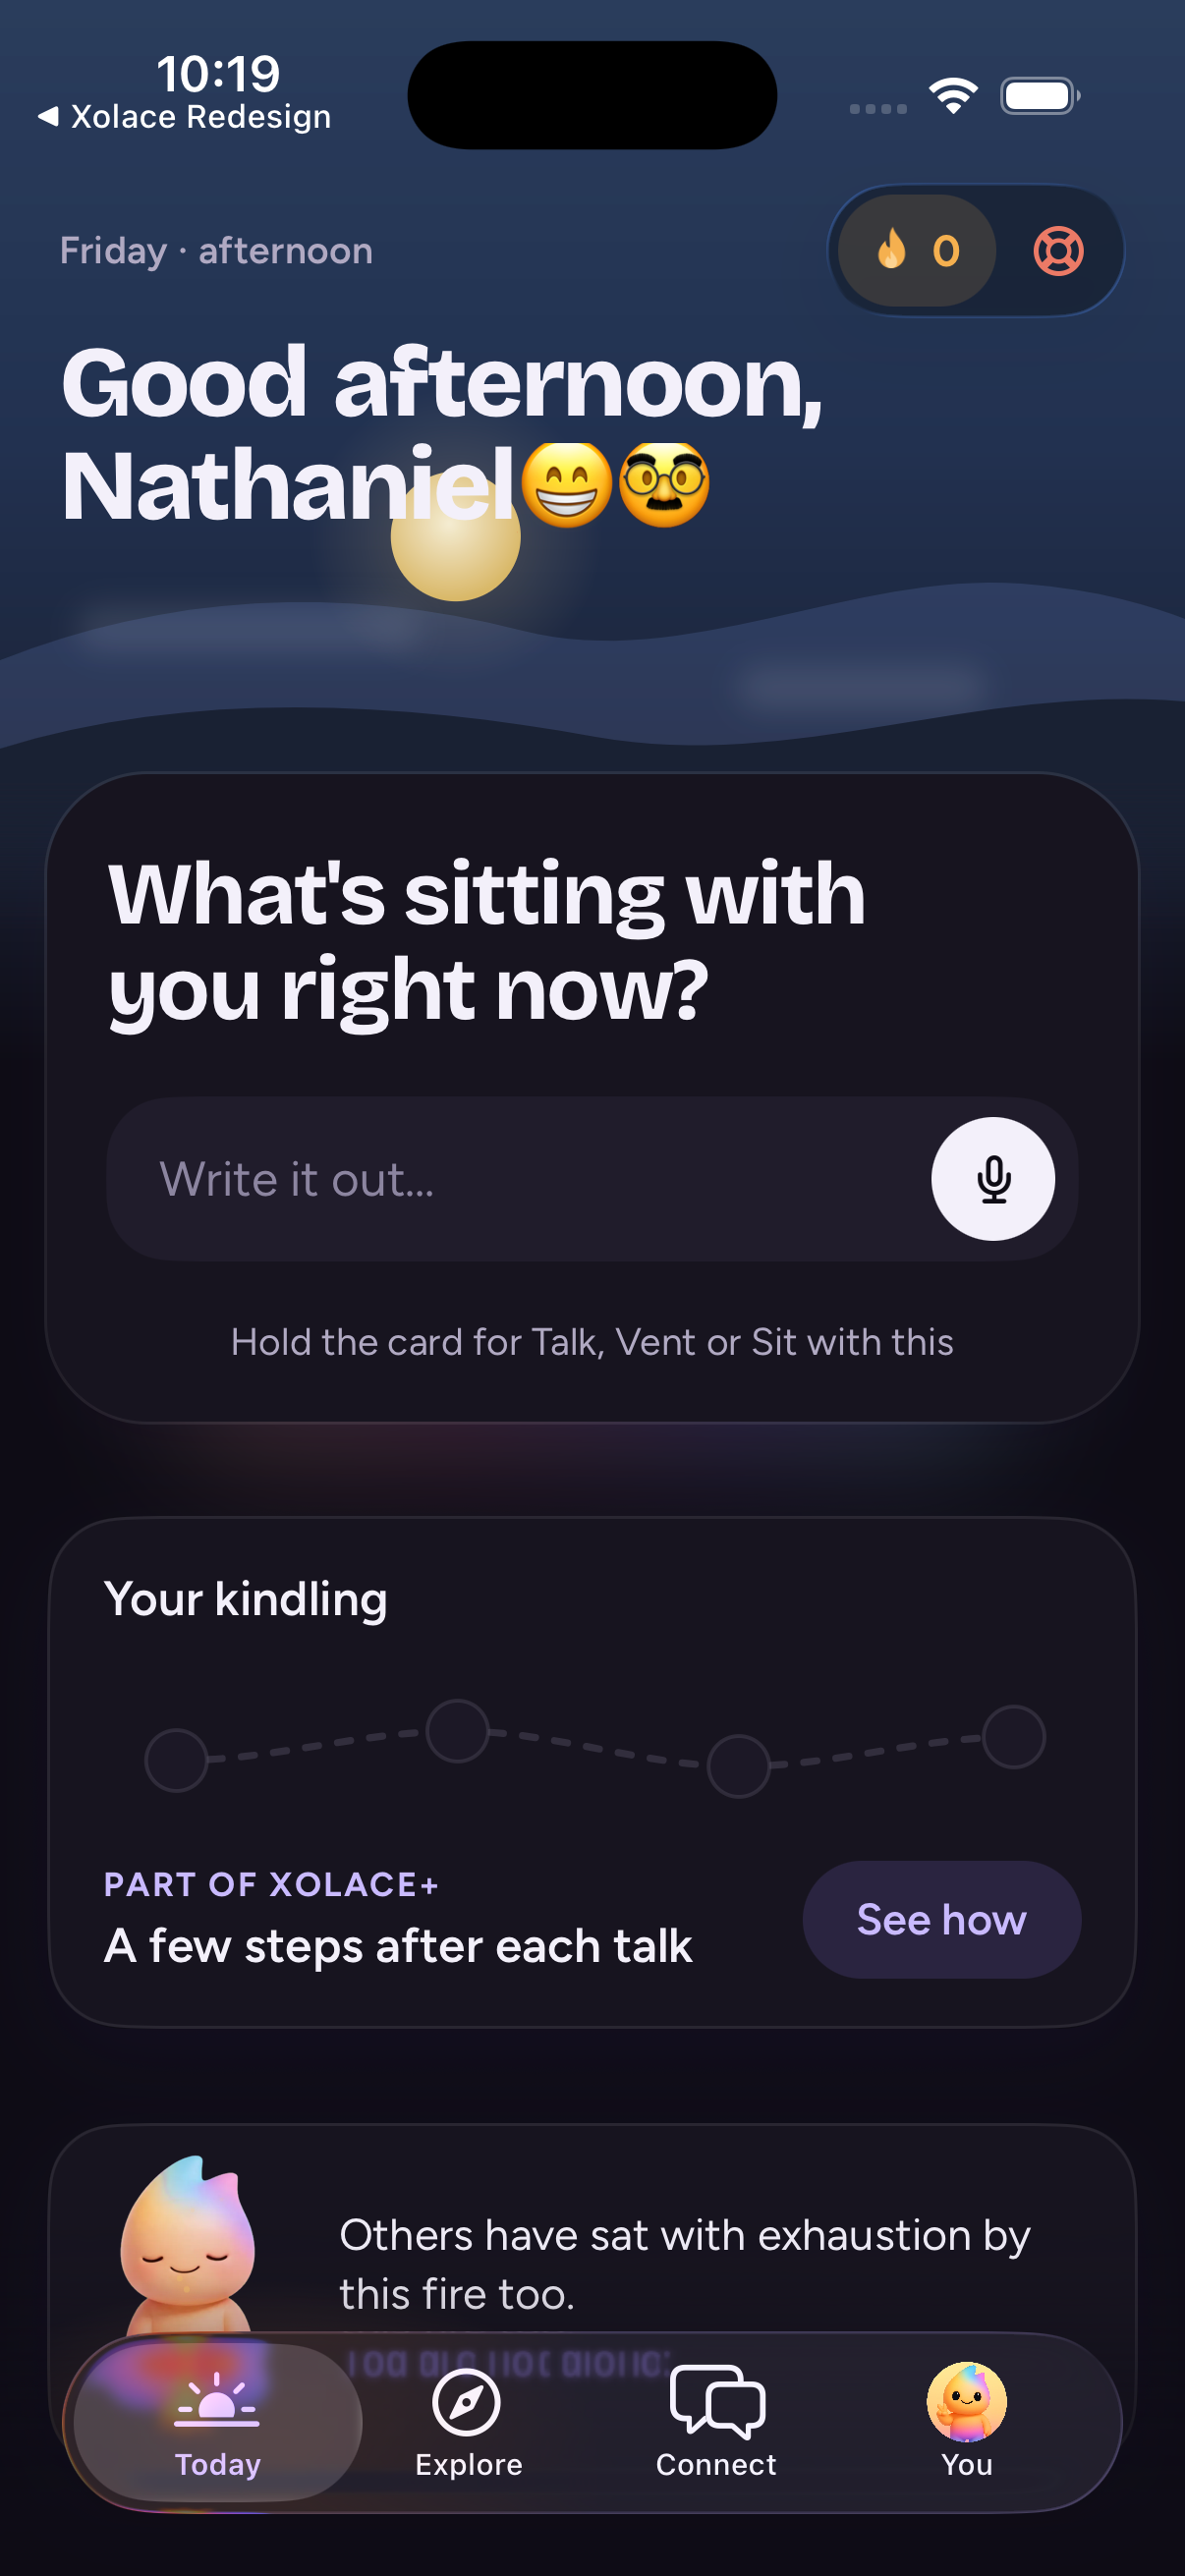 10:19
◀ Xolace Redesign
Friday · afternoon
0
Good afternoon,
Nathaniel😁🥸
What's sitting with
you right now?
Write it out...
Hold the card for Talk, Vent or Sit with this
Your kindling
PART OF XOLACE+
A few steps after each talk
See how
Others have sat with exhaustion by
this fire too.
Today
Explore
Connect
You